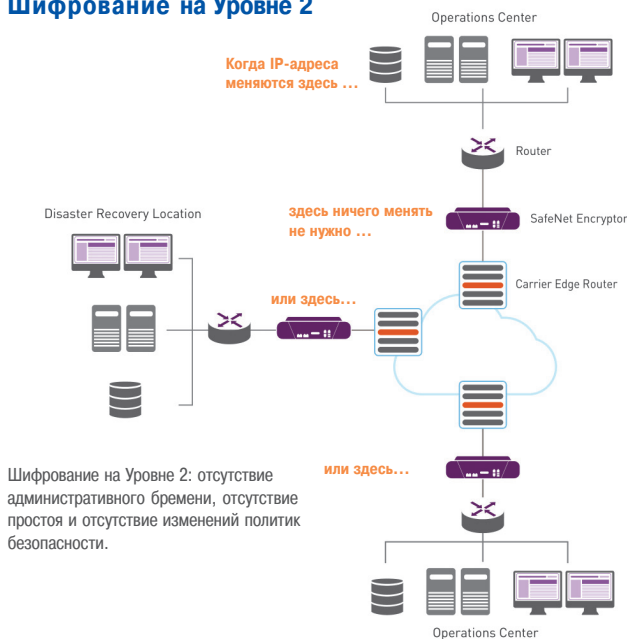 Шифрование на Уровне 2
Operations Center
Когда IP-адреса
меняются здесь ...
Router
Disaster Recovery Location
здесь ничего менять
не нужно ...
SafeNet Encryptor
Carrier Edge Router
или здесь...
Шифрование на Уровне 2: отсутствие
административного бремени, отсутствие
простоя и отсутствие изменений политик
безопасности.
или здесь...
Operations Center